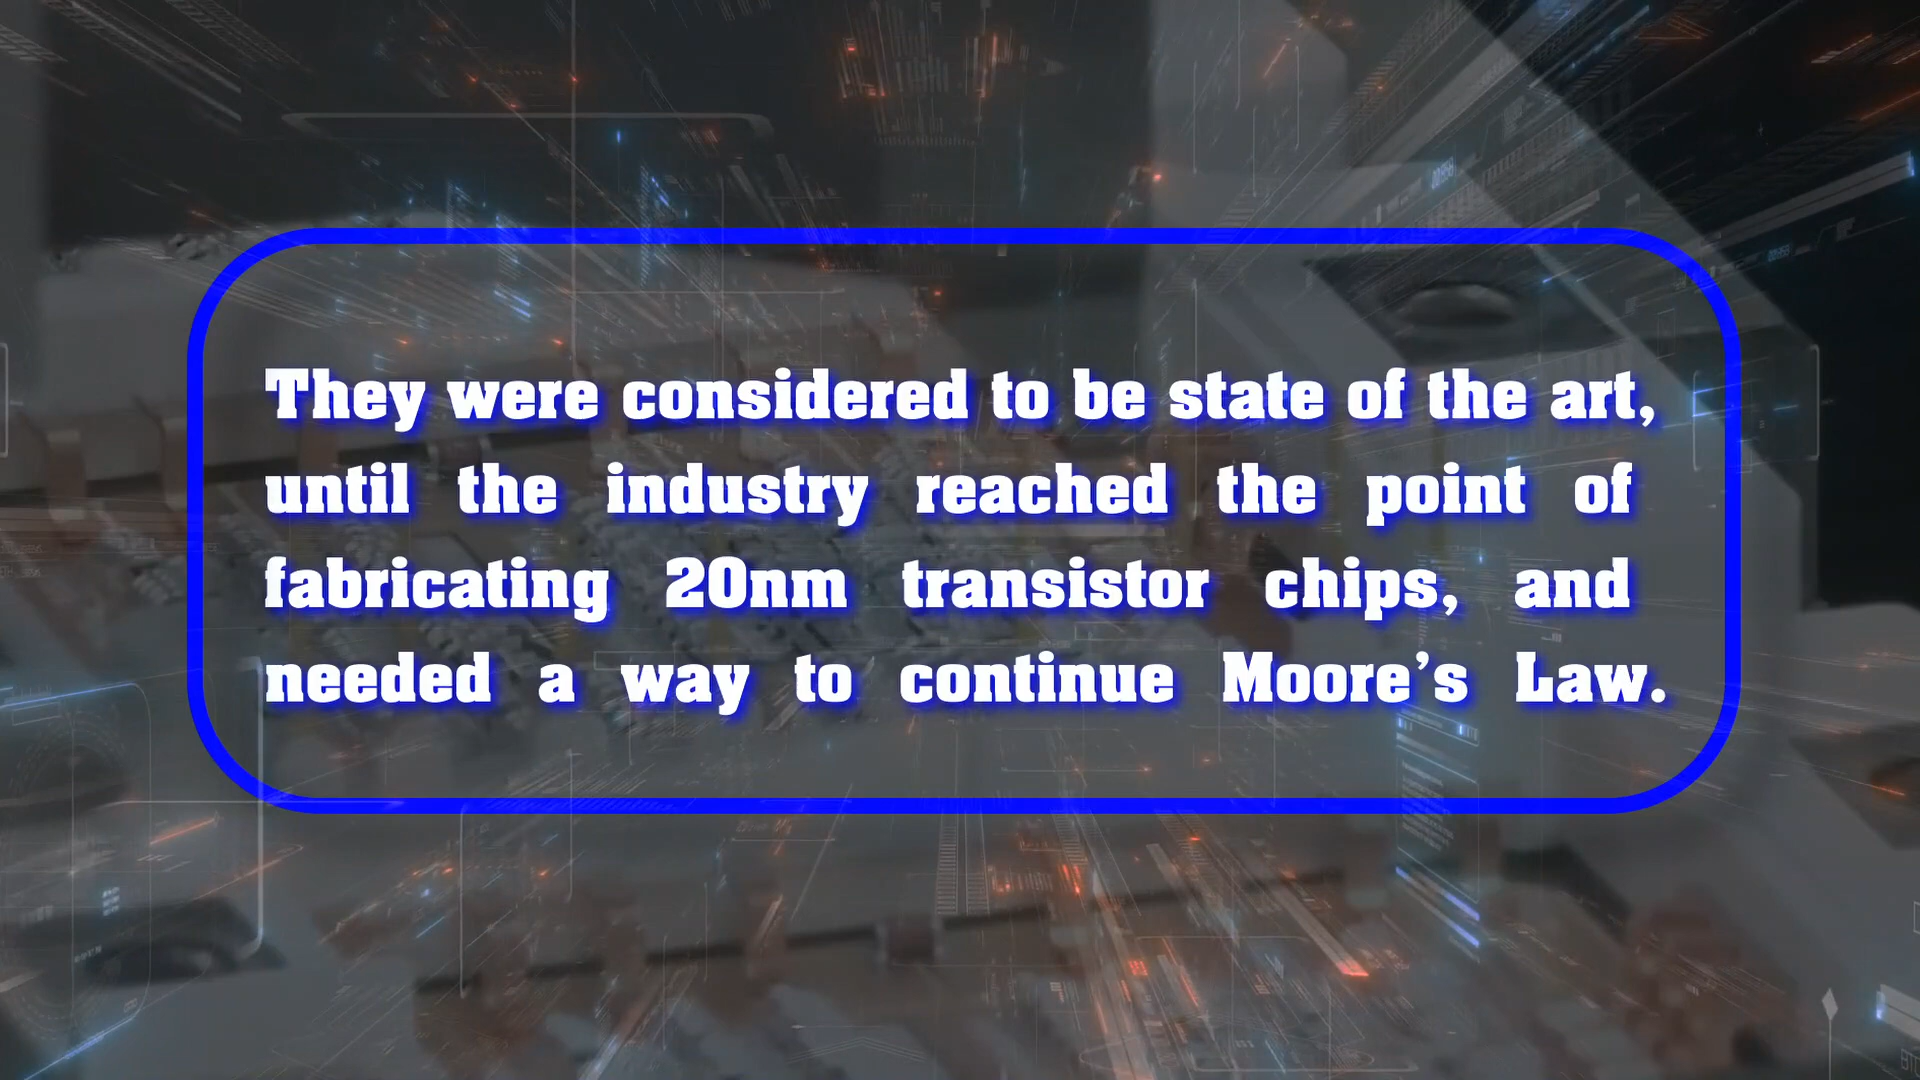 They were considered to be state of the art,
until the industry reached the point of
fabricating 20nm transistor chips, and
needed a way to continue Moore’s Law.